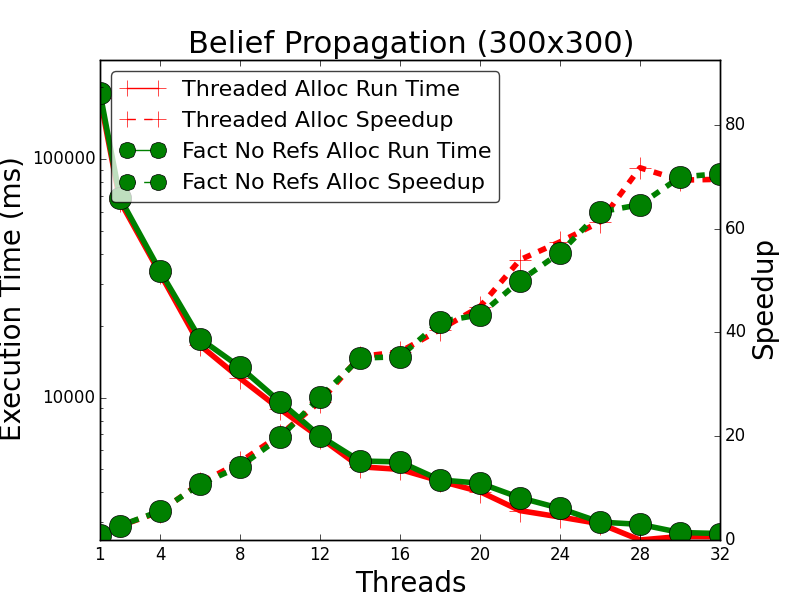 Belief Propagation (300x300)
Threaded Alloc Run Time
Threaded Alloc Speedup
Fact No Refs Alloc Run Time
Fact No Refs Alloc Speedup
Execution Time (ms)
100000
10000
80
60
40
20
0
Speedup
1 4 8 12 16 20 24 28 32
Threads